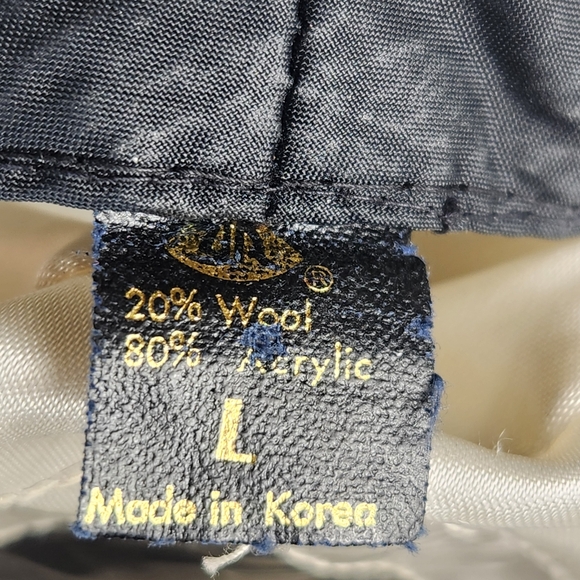 ®
20% Wool
80% Acrylic
L
Made in Korea